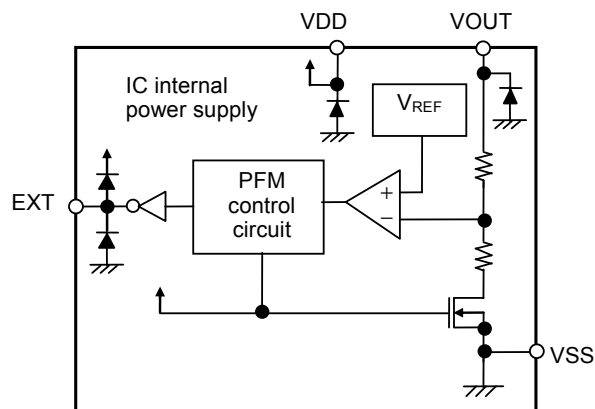 VDD
VOUT
IC internal
power supply
VREF
EXT
PFM
control
circuit
+
−
VSS